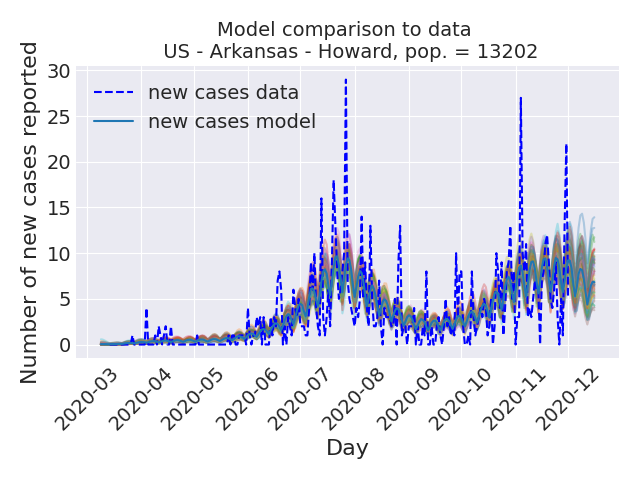 Model comparison to data
US - Arkansas - Howard, pop. = 13202
Number of new cases reported
30
25
20
15
10
5
0
new cases data
new cases model
2020-03
2020-04
2020-05
2020-06
2020-07
2020-08
2020-09
2020-10
2020-11
2020-12
Day